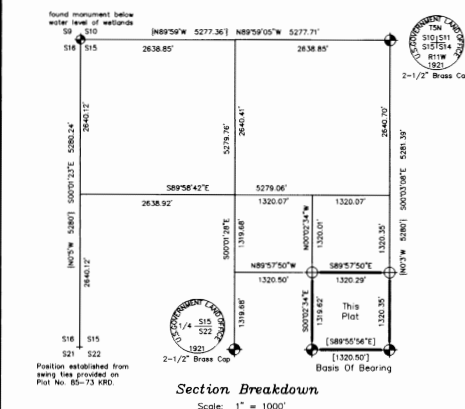 found monument below
water level of wetlands
S9 S10
S16 S15
[N89°59'W 5277.36'] N89°59'05"W 5277.71'
2638.85' 2638.85'
U.S. GOVERNMENT LAND OFFICE
T5N
S10 S11
S15 S14
R11W
1921
2-1/2" Brass Cap
2640.12'
2640.41'
2640.70'
[N0°5'W 5280'] S00°01'23"E 5280.24'
5279.76'
S00°03'08"E 5281.39'
S89°58'42"E 5279.06'
2638.92' 1320.07' 1320.07'
2640.12'
S00°01'28"E
1319.68'
N00°02'34"W
1320.01'
1320.35'
[N0°3'W 5280']
N89°57'50"W S89°57'50"E
1320.50' 1320.29'
1319.68'
S00°02'34"E
1319.62'
This
Plat
1320.35'
U.S. GOVERNMENT LAND OFFICE
1/4 S15
S22
1921
2-1/2" Brass Cap
S16 S15
S21 S22
[S89°55'56"E]
[1320.50']
Basis Of Bearing
Position established from
swing ties provided on
Plat No. 85-73 KRD.
Section Breakdown
Scale: 1" = 1000'